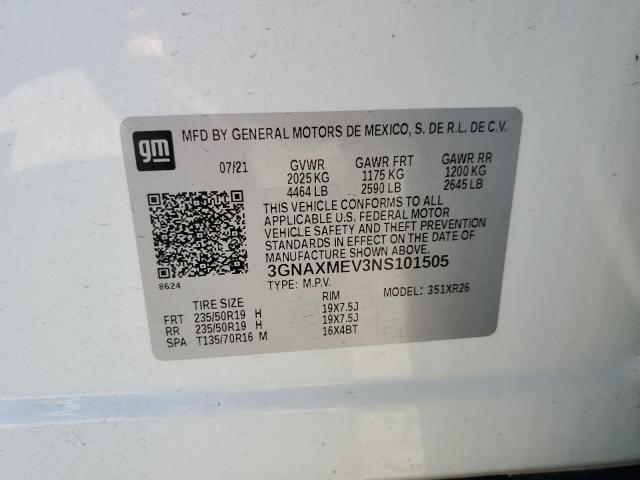 gm
MFD BY GENERAL MOTORS DE MEXICO, S. DE R.L. DE C.V.
07/21 GVWR GAWR FRT GAWR RR
2025 KG 1175 KG 1200 KG
4464 LB 2590 LB 2645 LB
THIS VEHICLE CONFORMS TO ALL
APPLICABLE U.S. FEDERAL MOTOR
VEHICLE SAFETY AND THEFT PREVENTION
STANDARDS IN EFFECT ON THE DATE OF
MANUFACTURE SHOWN ABOVE.
3GNAXMEV3NS101505
8624 TYPE: M.P.V. MODEL: 351XR26
TIRE SIZE RIM
FRT 235/50R19 H 19X7.5J
RR 235/50R19 H 19X7.5J
SPA T135/70R16 M 16X4BT